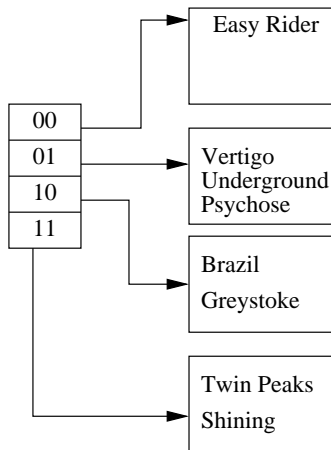 Easy Rider
00
01
10
11
Vertigo
Underground
Psychose
Brazil
Greystoke
Twin Peaks
Shining